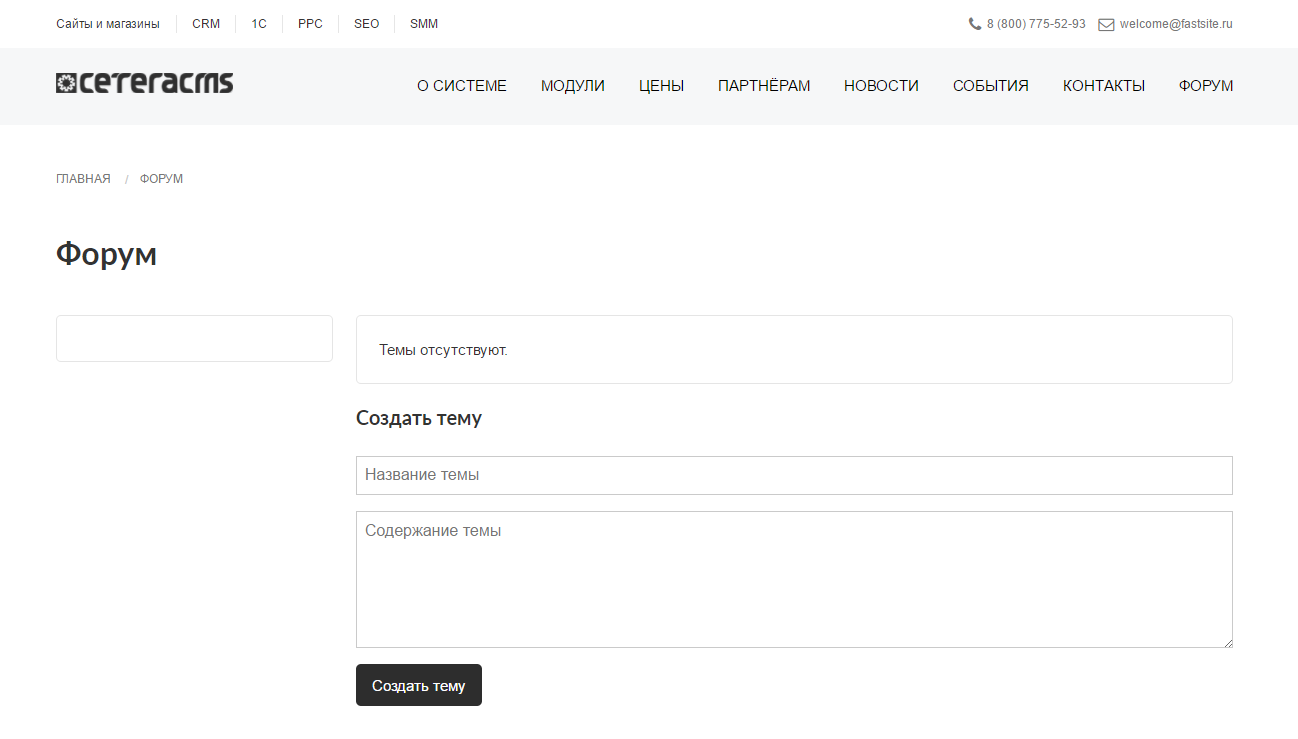 Сайты и магазины CRM 1С PPC SEO SMM 8 (800) 775-52-93 welcome@fastsite.ru
ceteracms О СИСТЕМЕ МОДУЛИ ЦЕНЫ ПАРТНЁРАМ НОВОСТИ СОБЫТИЯ КОНТАКТЫ ФОРУМ
ГЛАВНАЯ / ФОРУМ
Форум
Темы отсутствуют.
Создать тему
Название темы
Содержание темы
Создать тему